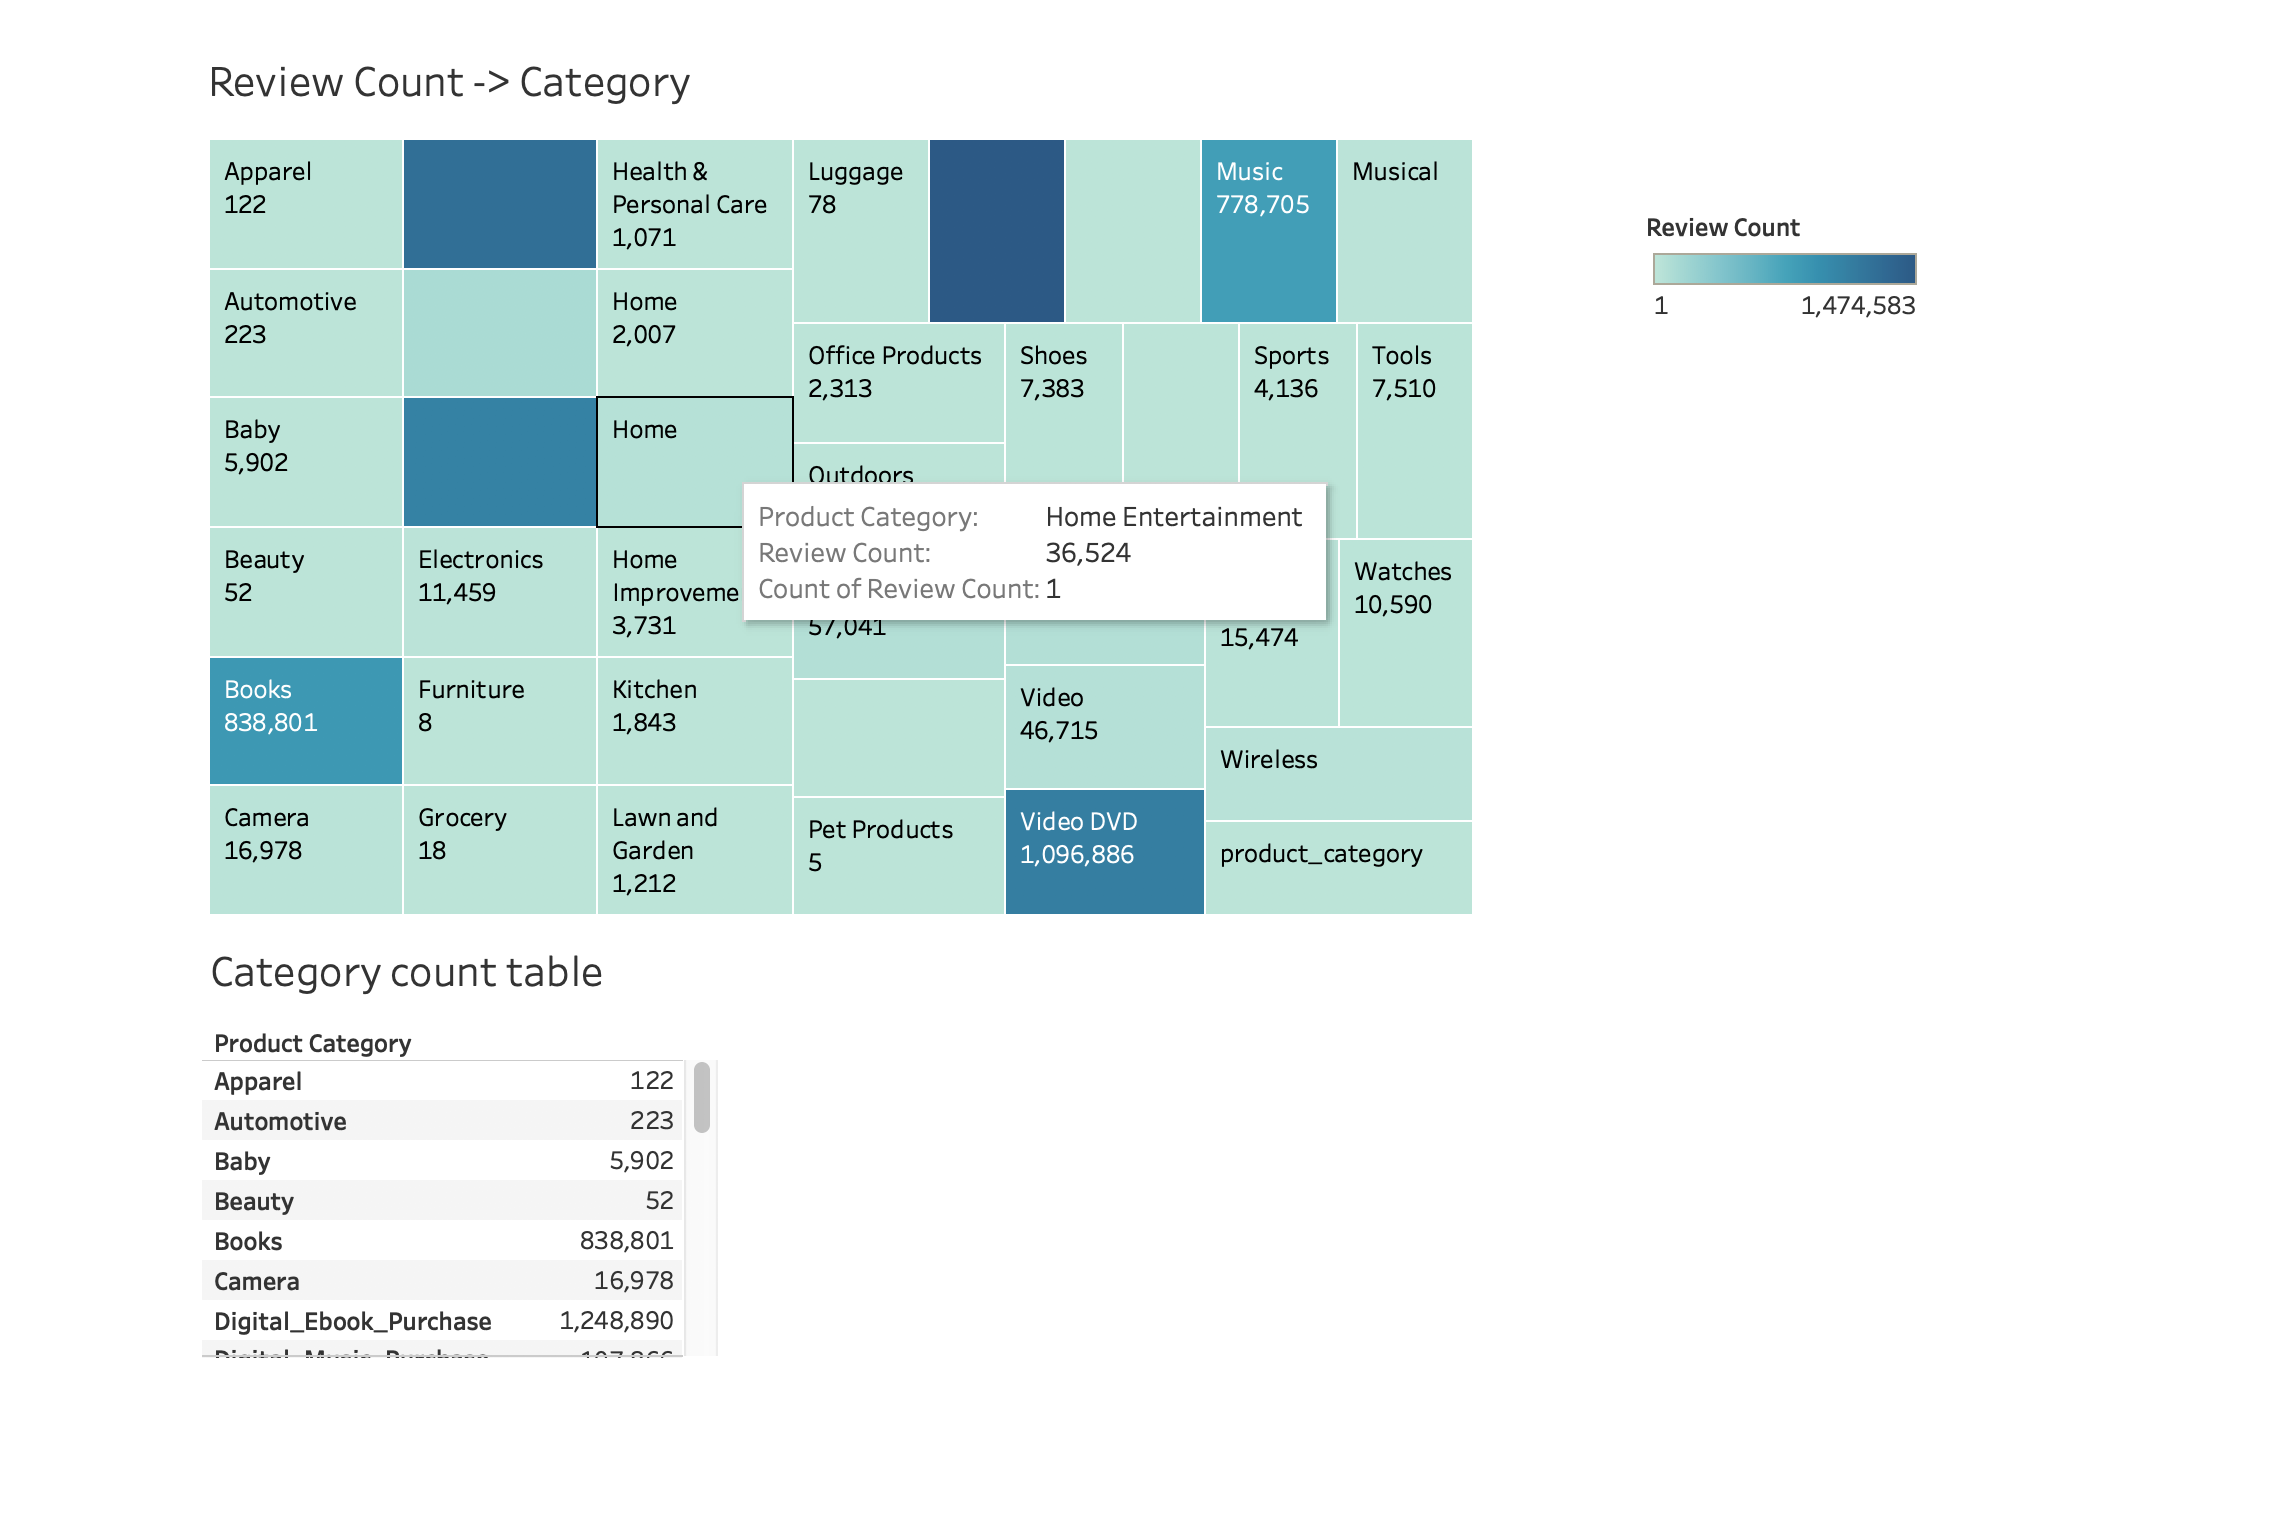 Review Count -> Category
Apparel
122
Automotive
223
Baby
5,902
Beauty
52
Books
838,801
Camera
16,978
Electronics
11,459
Furniture
8
Grocery
18
Health &
Personal Care
1,071
Home
2,007
Home
Home
Improveme
3,731
Kitchen
1,843
Lawn and
Garden
1,212
Luggage
78
Music
778,705
Musical
Office Products
2,313
Outdoors
57,041
Pet Products
5
Shoes
7,383
Sports
4,136
Tools
7,510
Product Category: Home Entertainment
Review Count: 36,524
Count of Review Count: 1
Video
46,715
Video DVD
1,096,886
15,474
Watches
10,590
Wireless
product_category
Review Count
1 1,474,583
Category count table
Product Category
Apparel 122
Automotive 223
Baby 5,902
Beauty 52
Books 838,801
Camera 16,978
Digital_Ebook_Purchase 1,248,890
Digital_Music_Purchase